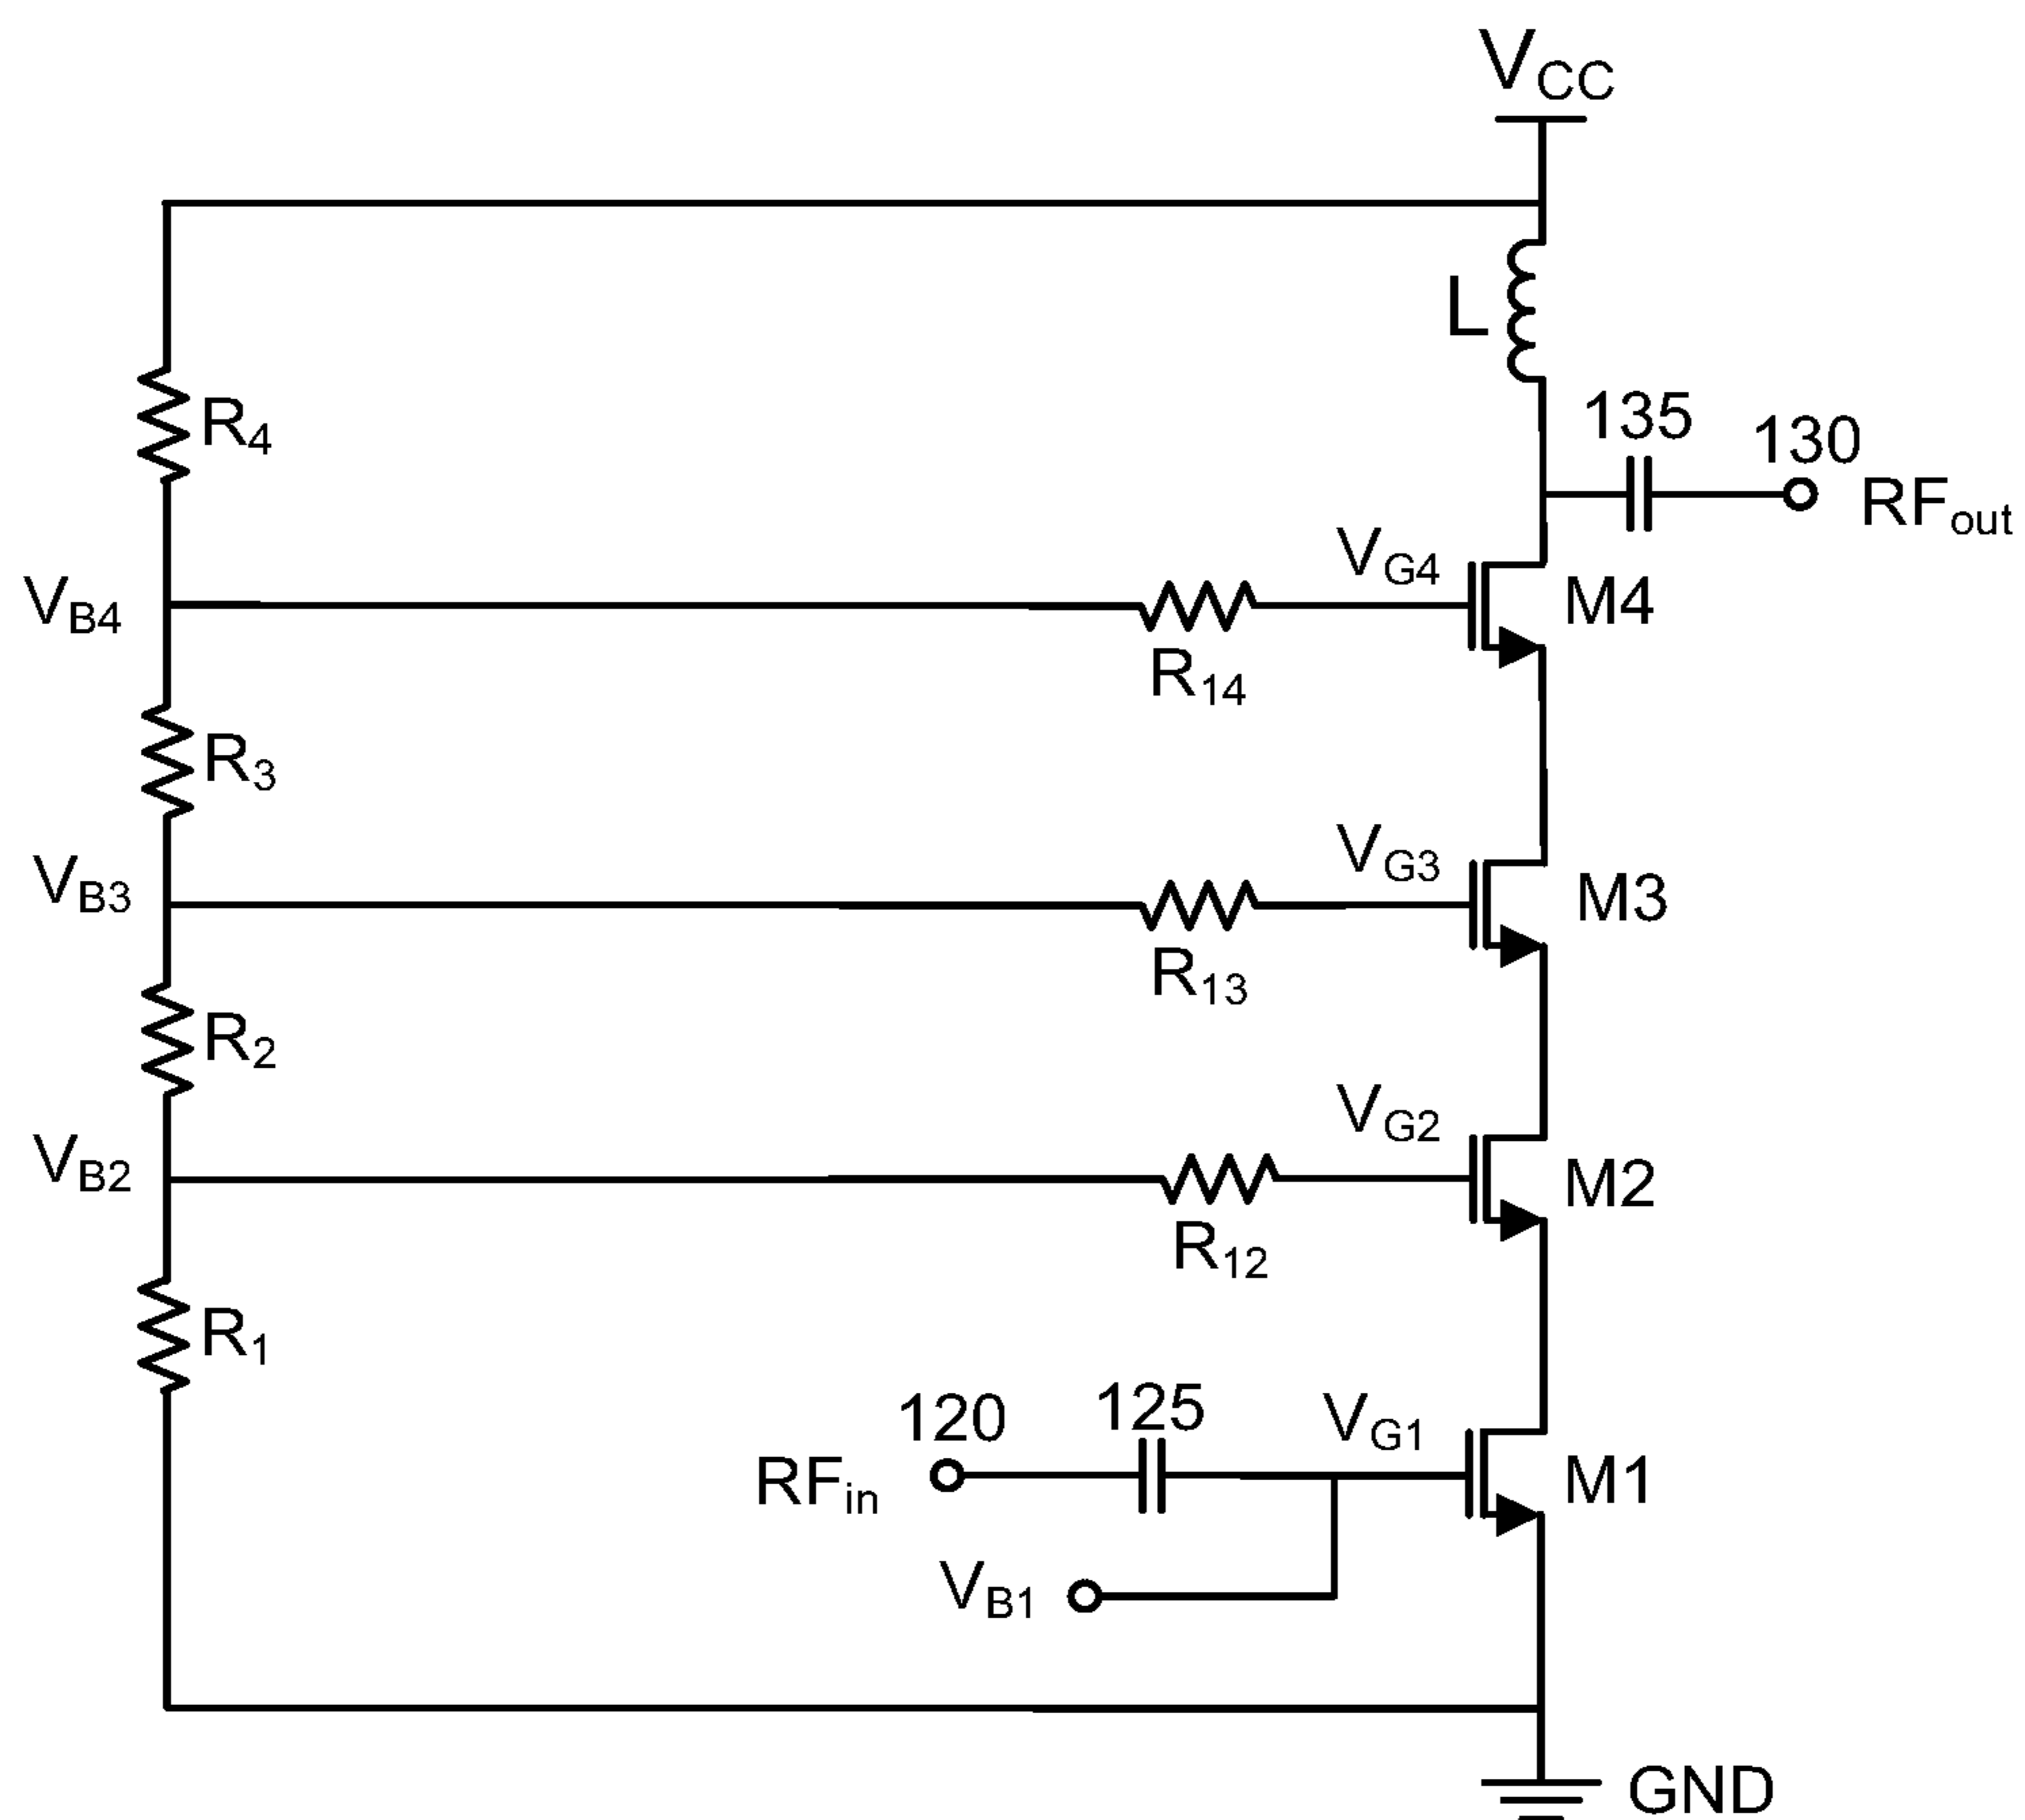 VCC
L
135
130
RFout
R4
VG4
M4
VB4
R14
R3
VG3
M3
VB3
R13
R2
VG2
M2
VB2
R12
R1
120
125
VG1
M1
RFin
VB1
GND